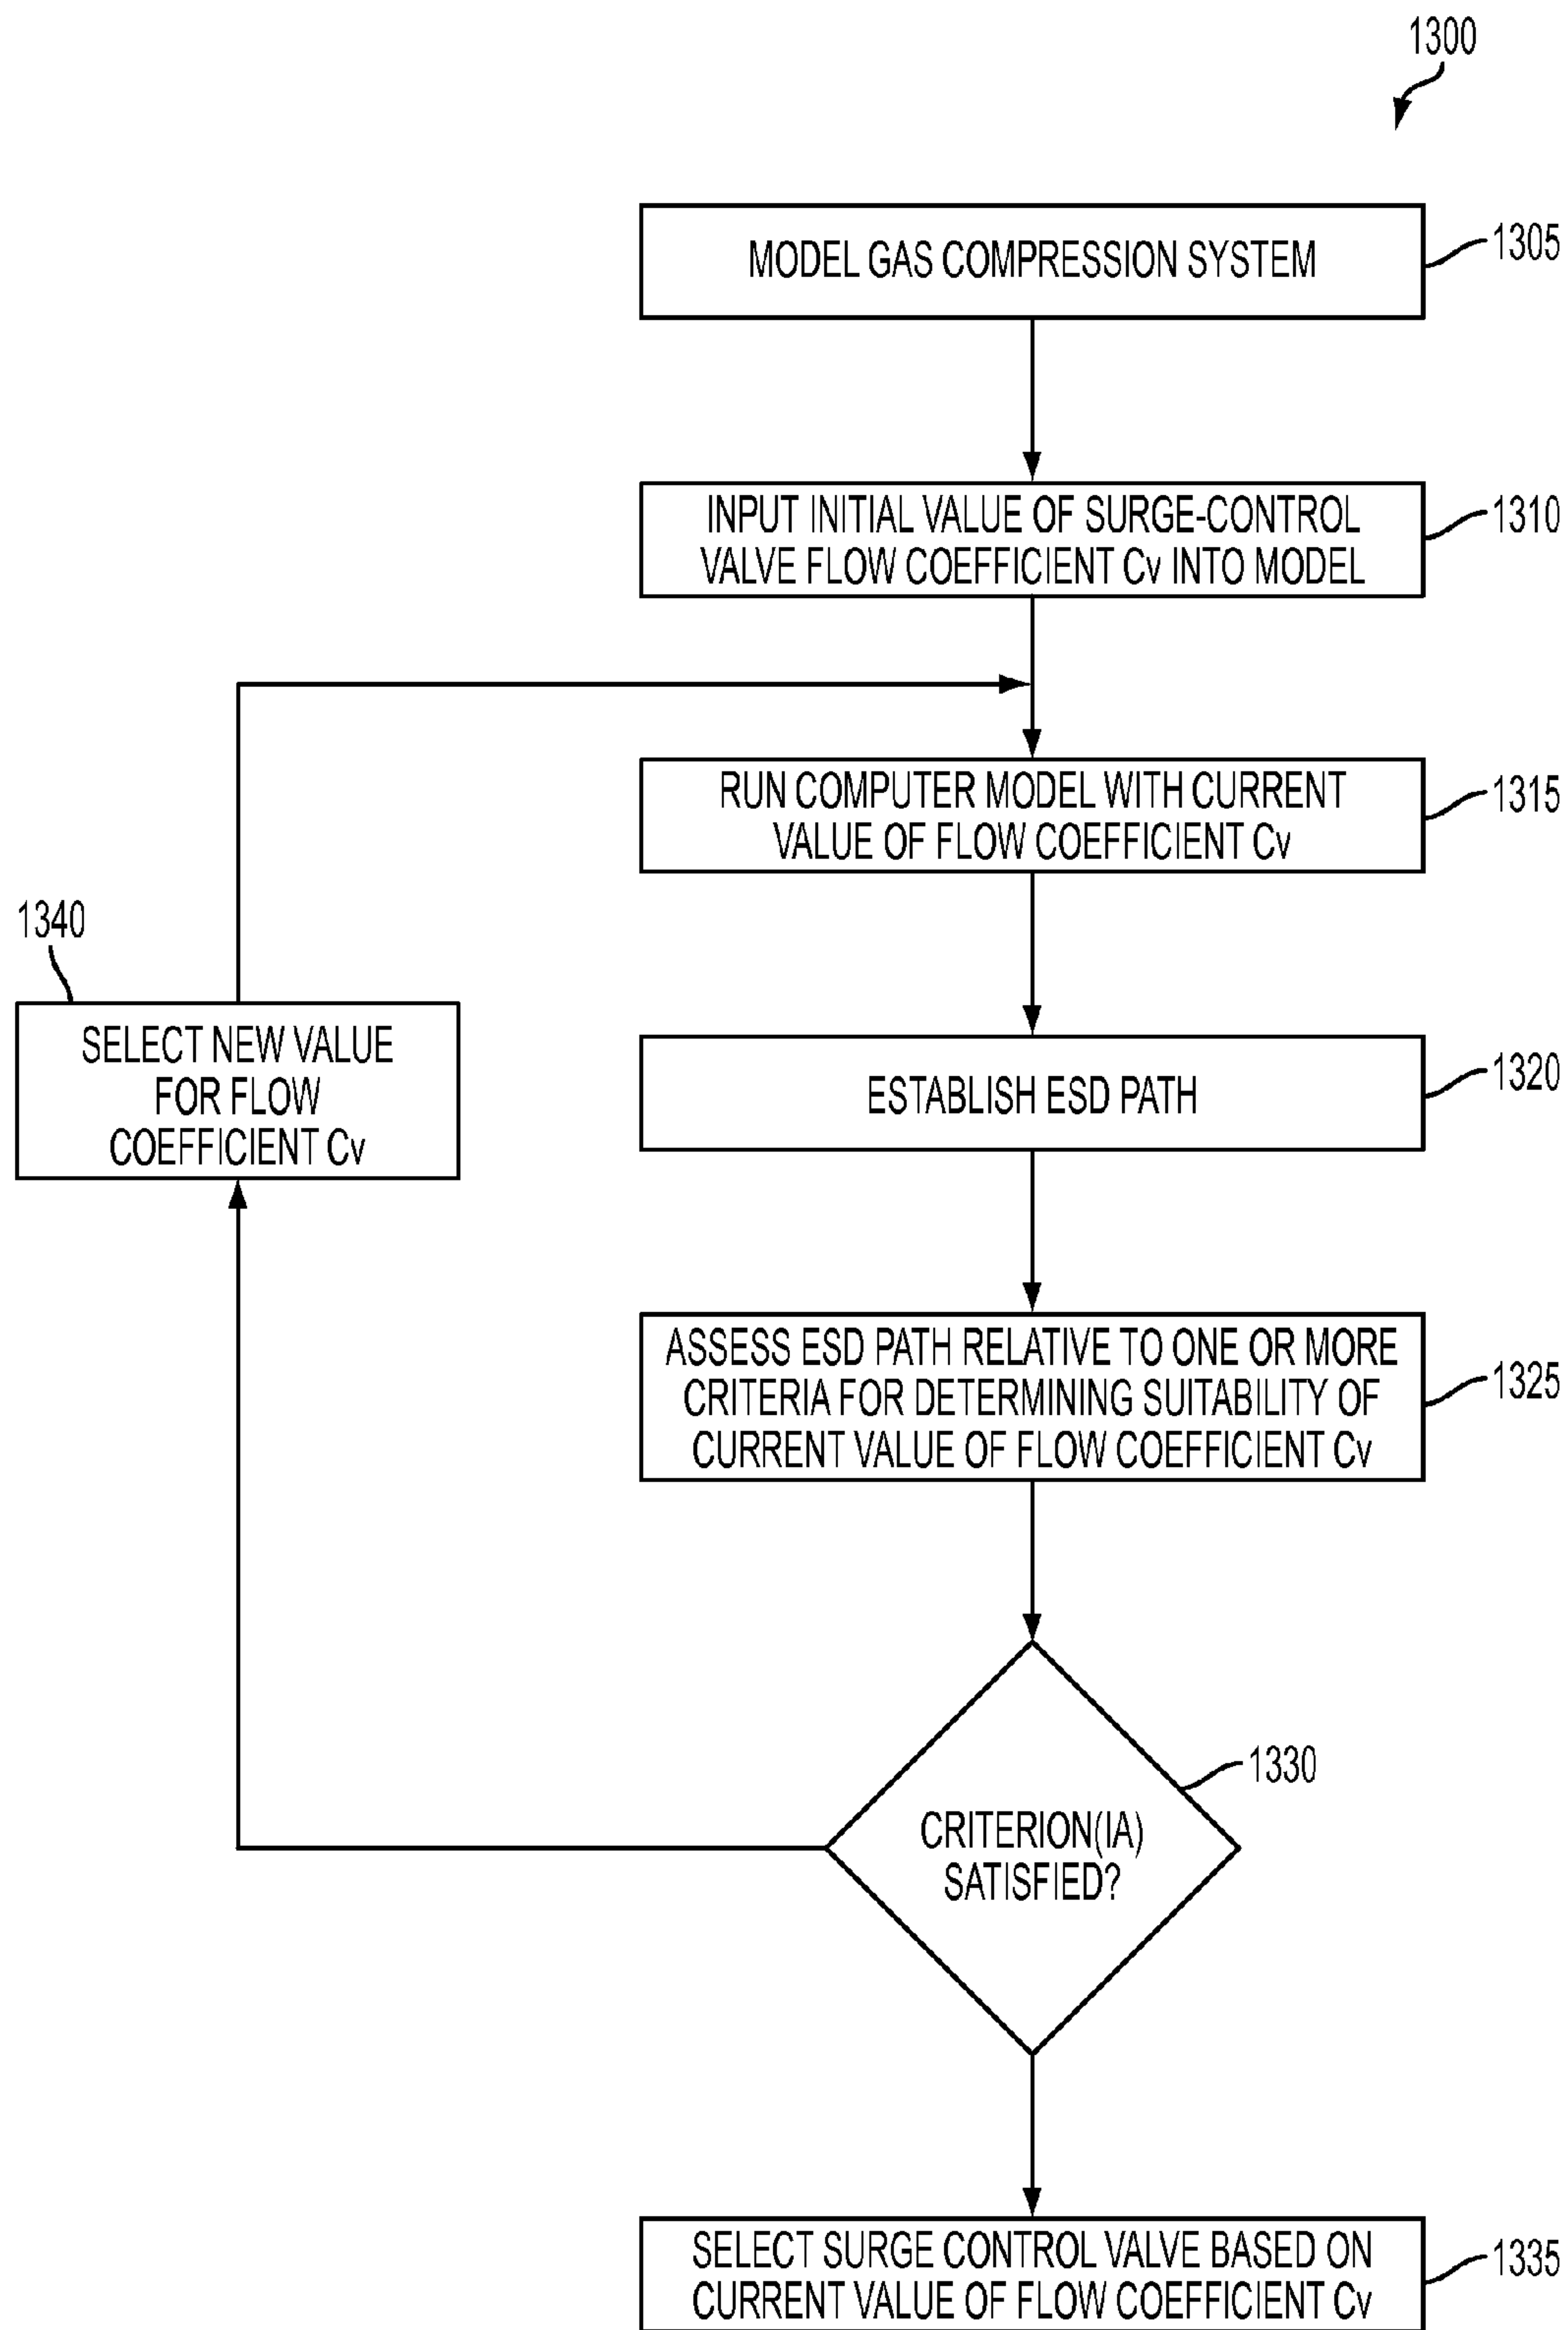 1300
MODEL GAS COMPRESSION SYSTEM
1305
INPUT INITIAL VALUE OF SURGE-CONTROL
VALVE FLOW COEFFICIENT Cv INTO MODEL
1310
RUN COMPUTER MODEL WITH CURRENT
VALUE OF FLOW COEFFICIENT Cv
1315
1340
SELECT NEW VALUE
FOR FLOW
COEFFICIENT Cv
ESTABLISH ESD PATH
1320
ASSESS ESD PATH RELATIVE TO ONE OR MORE
CRITERIA FOR DETERMINING SUITABILITY OF
CURRENT VALUE OF FLOW COEFFICIENT Cv
1325
CRITERION(IA)
SATISFIED?
1330
SELECT SURGE CONTROL VALVE BASED ON
CURRENT VALUE OF FLOW COEFFICIENT Cv
1335